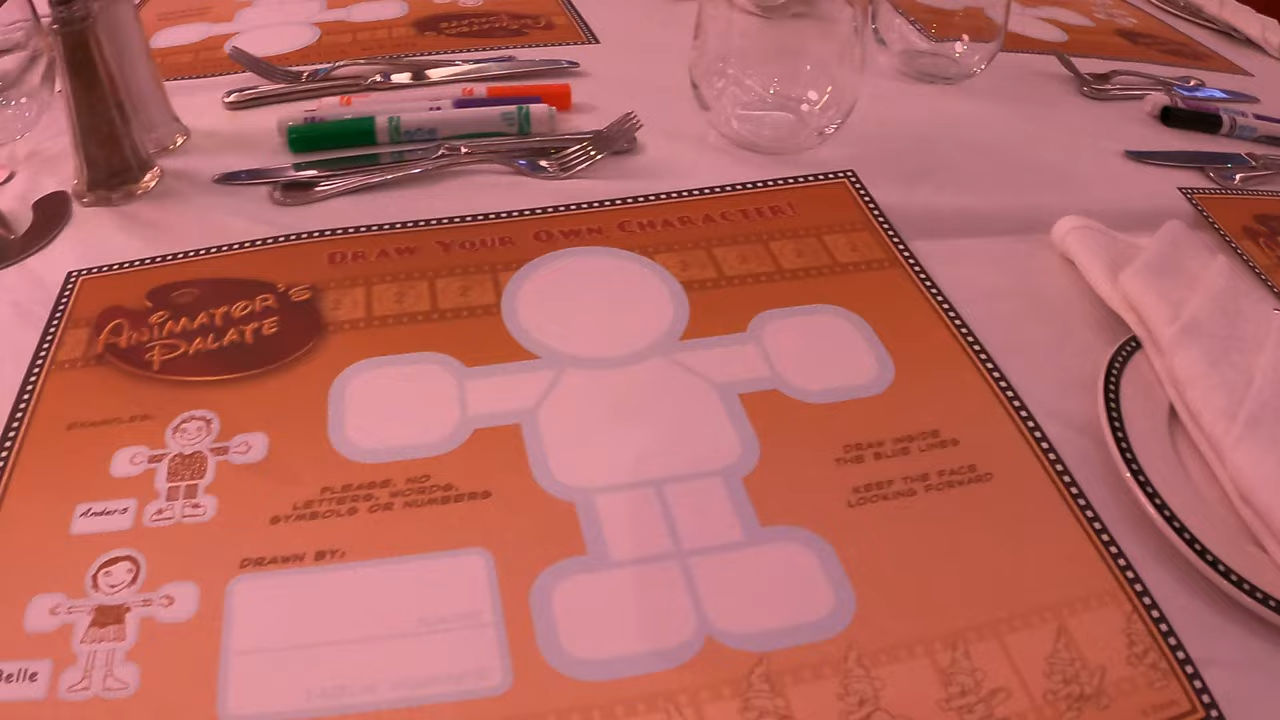 DRAW YOUR OWN CHARACTER!
ANIMATOR'S
PALATE
EXAMPLES:
Anders
PLEASE, NO
LETTERS, WORDS,
SYMBOLS OR NUMBERS
DRAW INSIDE
THE BLUE LINES
KEEP THE FACE
LOOKING FORWARD
DRAWN BY:
Belle